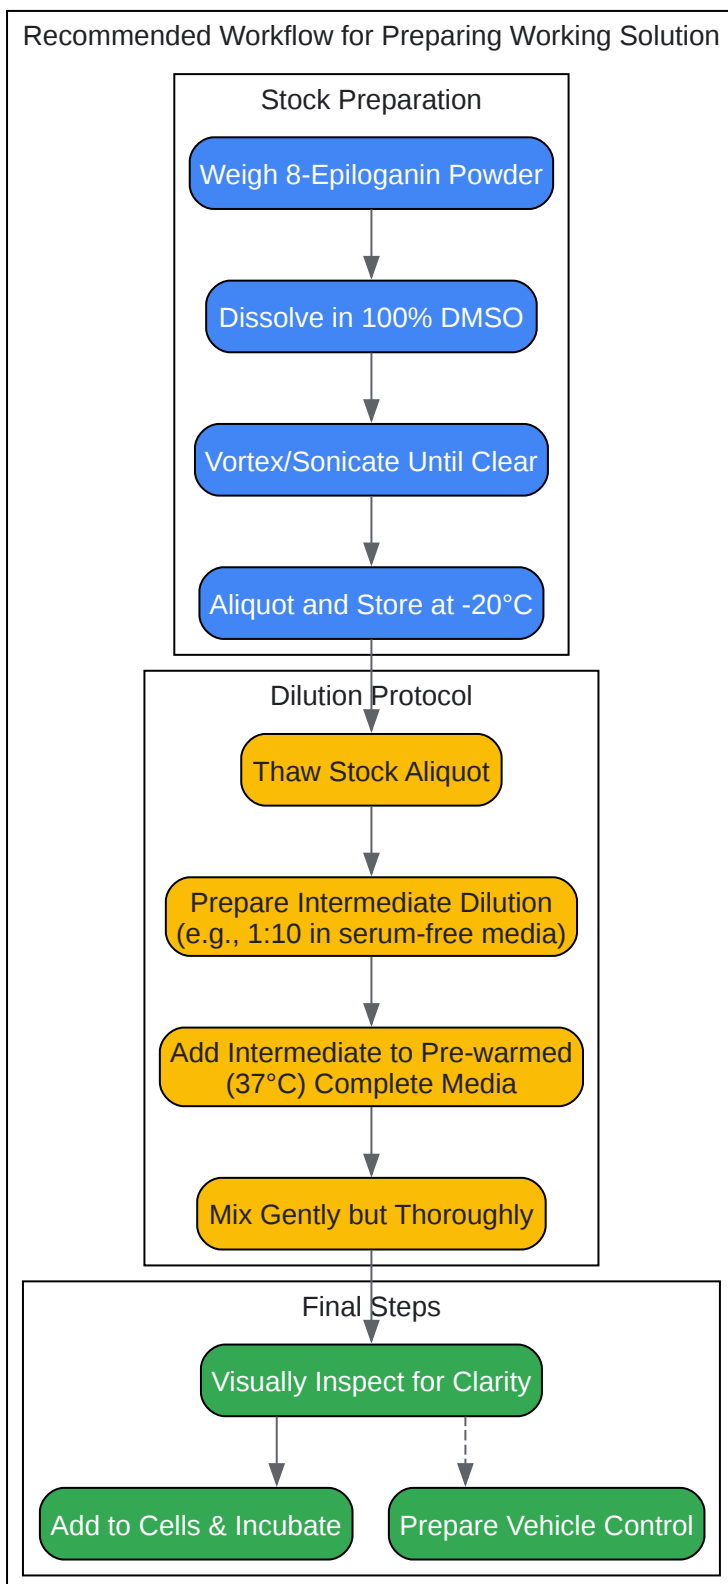 Recommended Workflow for Preparing Working Solution
Stock Preparation
Weigh 8-Epiloganin Powder
Dissolve in 100% DMSO
Vortex/Sonicate Until Clear
Aliquot and Store at -20°C
Dilution Protocol
Thaw Stock Aliquot
Prepare Intermediate Dilution
(e.g., 1:10 in serum-free media)
Add Intermediate to Pre-warmed
(37°C) Complete Media
Mix Gently but Thoroughly
Final Steps
Visually Inspect for Clarity
Add to Cells & Incubate
Prepare Vehicle Control